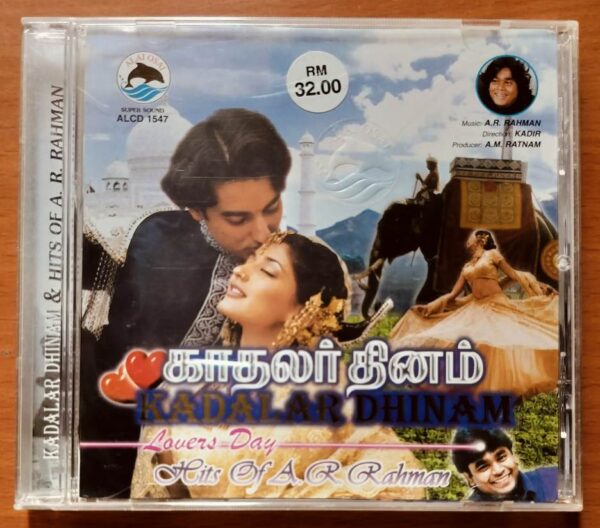 KADALAR DHINAM & HITS OF A. R. RAHMAN
SUPER SOUND
ALCD 1547
RM
32.00
Music: A.R. RAHMAN
Direction: KADIR
Producer: A.M. RATNAM
காதலர் தினம்
KADALAR DHINAM
Lovers Day
Hits Of A.R. Rahman